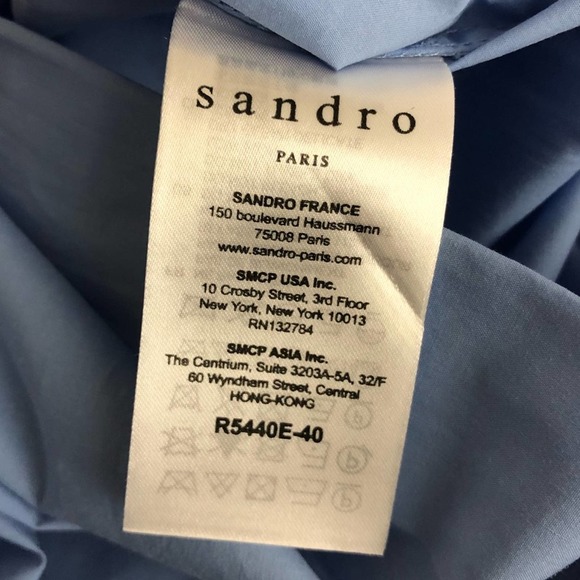 sandro
PARIS
SANDRO FRANCE
150 boulevard Haussmann
75008 Paris
www.sandro-paris.com
SMCP USA Inc.
10 Crosby Street, 3rd Floor
New York, New York 10013
RN132784
SMCP ASIA Inc.
The Centrium, Suite 3203A-5A, 32/F
60 Wyndham Street, Central
HONG-KONG
R5440E-40